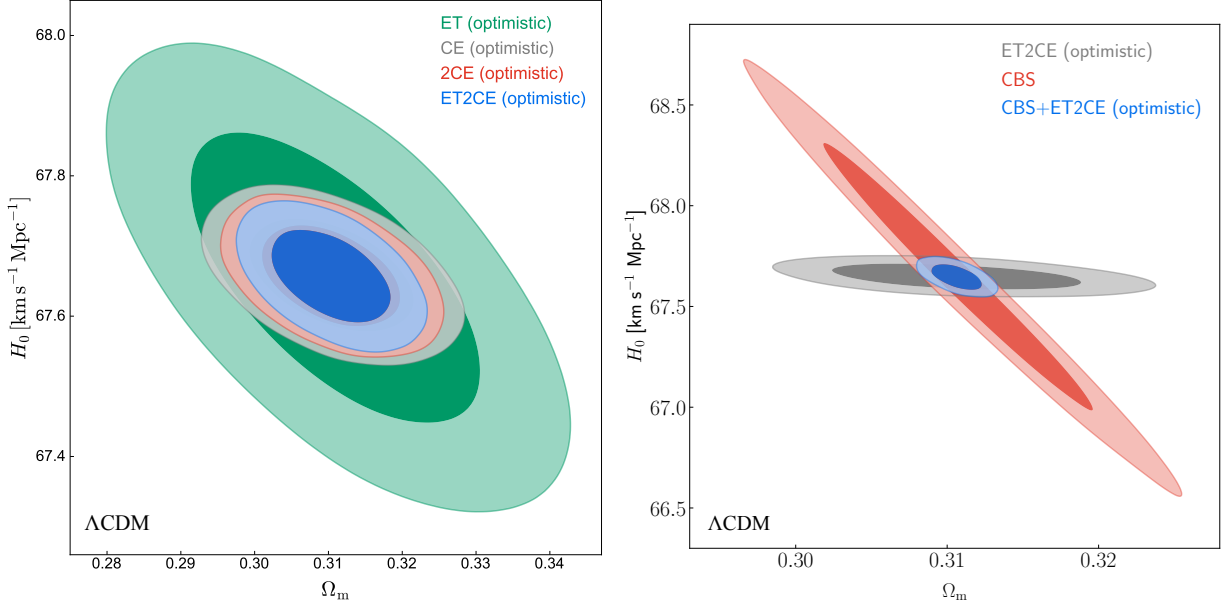 68.0
67.8
67.6
67.4
H₀ [km s⁻¹ Mpc⁻¹]
ET (optimistic)
CE (optimistic)
2CE (optimistic)
ET2CE (optimistic)
ΛCDM
0.28 0.29 0.30 0.31 0.32 0.33 0.34
Ωₘ
68.5
68.0
67.5
67.0
66.5
H₀ [km s⁻¹ Mpc⁻¹]
ET2CE (optimistic)
CBS
CBS+ET2CE (optimistic)
ΛCDM
0.30 0.31 0.32
Ωₘ